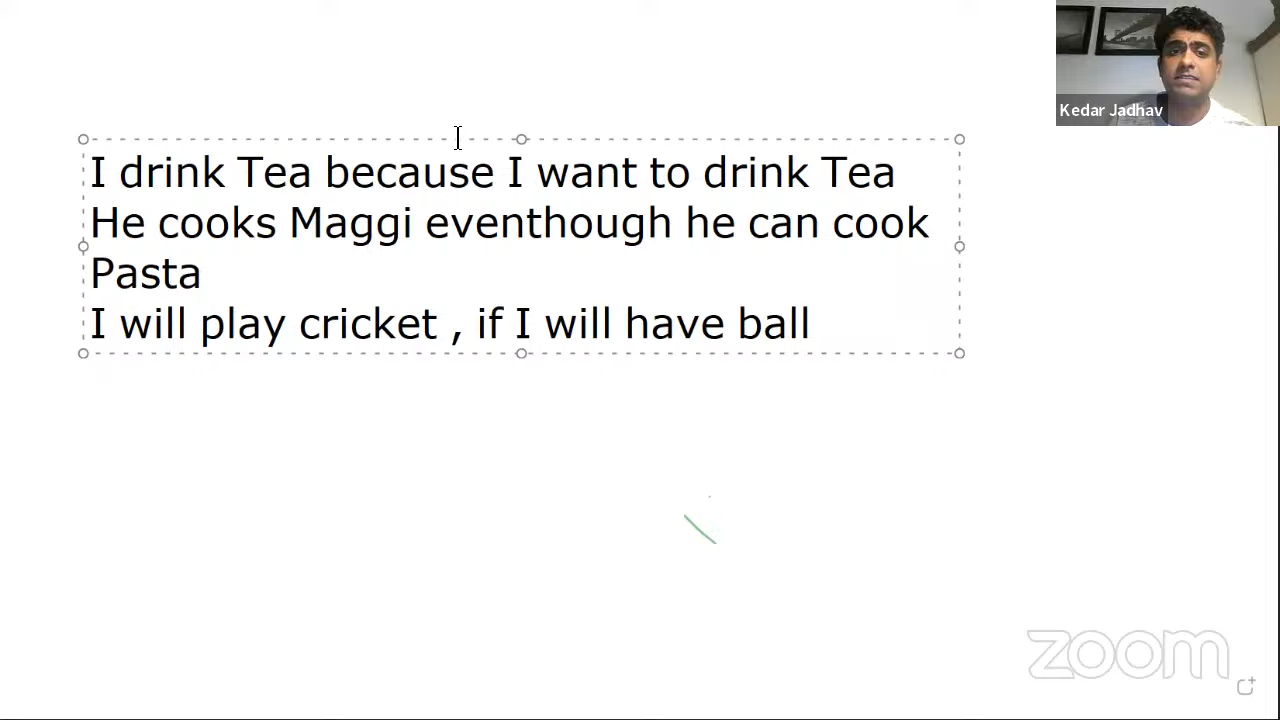 Kedar Jadhav
I drink Tea because I want to drink Tea
He cooks Maggi eventhough he can cook
Pasta
I will play cricket , if I will have ball
zoom